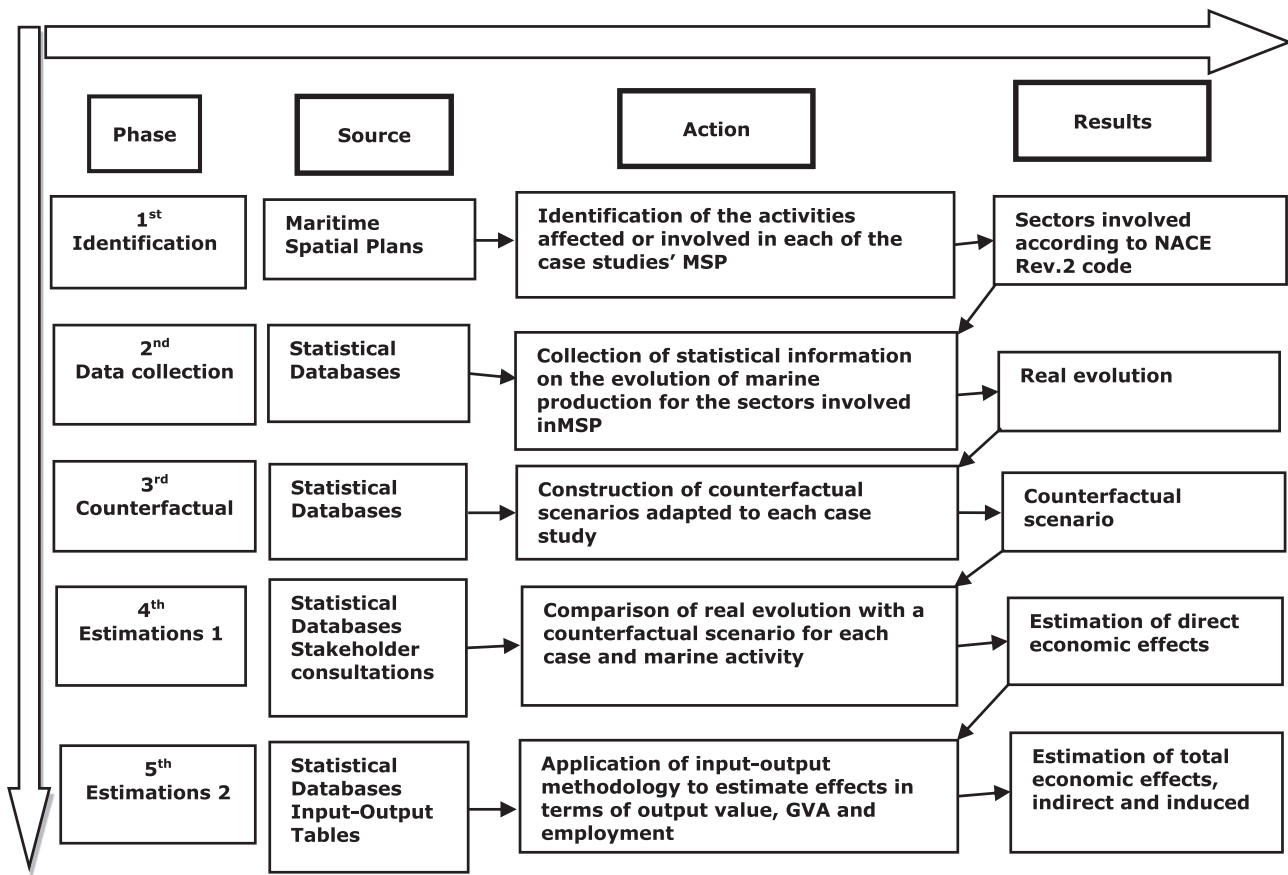 Phase
Source
Action
Results
1st
Identification
Maritime
Spatial Plans
Identification of the activities
affected or involved in each of the
case studies’ MSP
Sectors involved
according to NACE
Rev.2 code
2nd
Data collection
Statistical
Databases
Collection of statistical information
on the evolution of marine
production for the sectors involved
inMSP
Real evolution
3rd
Counterfactual
Statistical
Databases
Construction of counterfactual
scenarios adapted to each case
study
Counterfactual
scenario
4th
Estimations 1
Statistical
Databases
Stakeholder
consultations
Comparison of real evolution with a
counterfactual scenario for each
case and marine activity
Estimation of direct
economic effects
5th
Estimations 2
Statistical
Databases
Input–Output
Tables
Application of input–output
methodology to estimate effects in
terms of output value, GVA and
employment
Estimation of total
economic effects,
indirect and induced